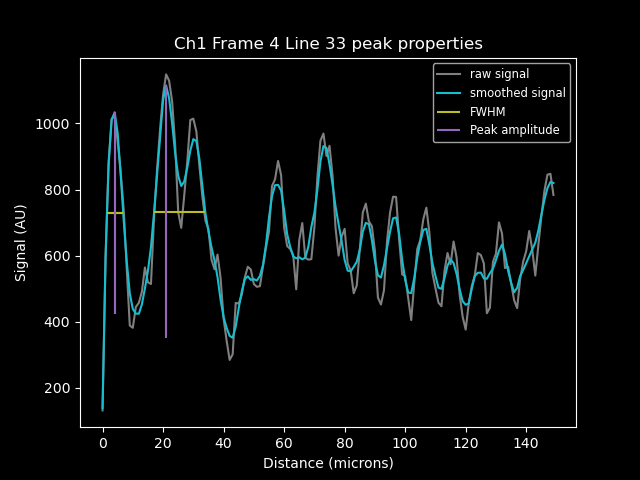 Ch1 Frame 4 Line 33 peak properties
raw signal
smoothed signal
FWHM
Peak amplitude
Signal (AU)
1000
800
600
400
200
0 20 40 60 80 100 120 140
Distance (microns)